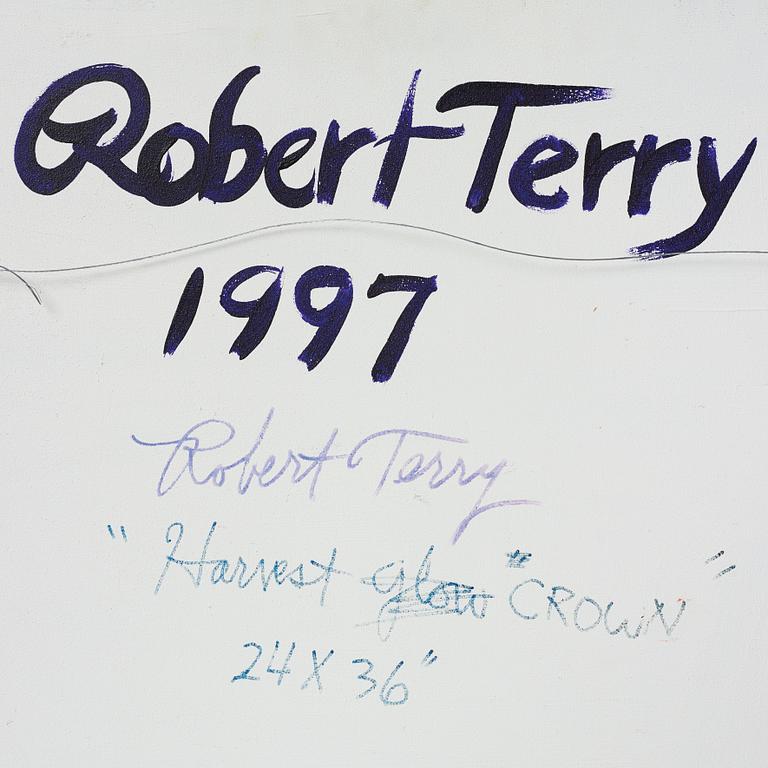 Robert Terry
1997
Robert Terry
" Harvest glow " CROWN "
24 X 36"